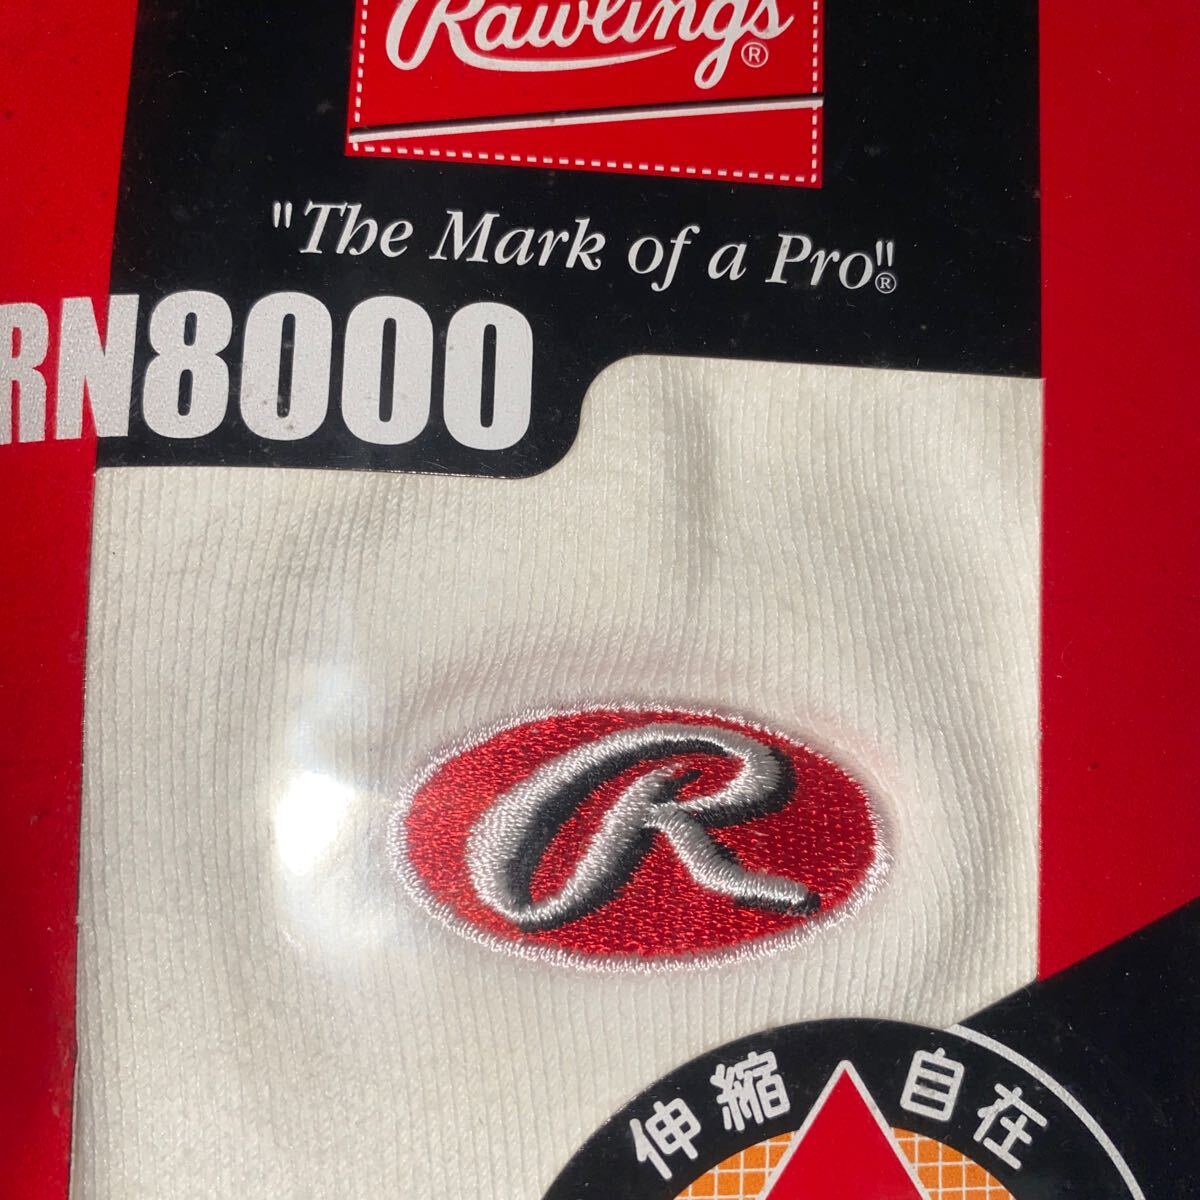 Rawlings®
"The Mark of a Pro"®
RN8000
R
伸縮自在